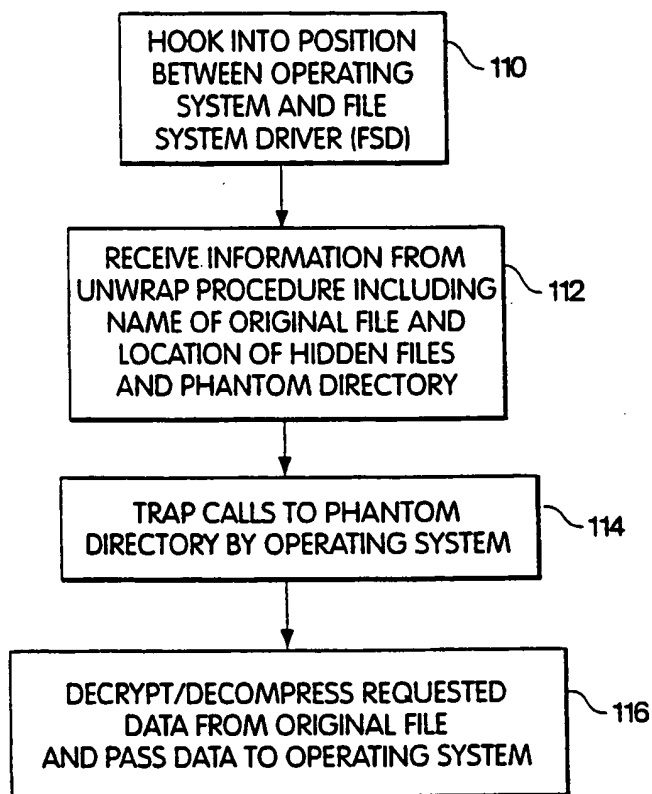 HOOK INTO POSITION
BETWEEN OPERATING
SYSTEM AND FILE
SYSTEM DRIVER (FSD)
110
RECEIVE INFORMATION FROM
UNWRAP PROCEDURE INCLUDING
NAME OF ORIGINAL FILE AND
LOCATION OF HIDDEN FILES
AND PHANTOM DIRECTORY
112
TRAP CALLS TO PHANTOM
DIRECTORY BY OPERATING SYSTEM
114
DECRYPT/DECOMPRESS REQUESTED
DATA FROM ORIGINAL FILE
AND PASS DATA TO OPERATING SYSTEM
116